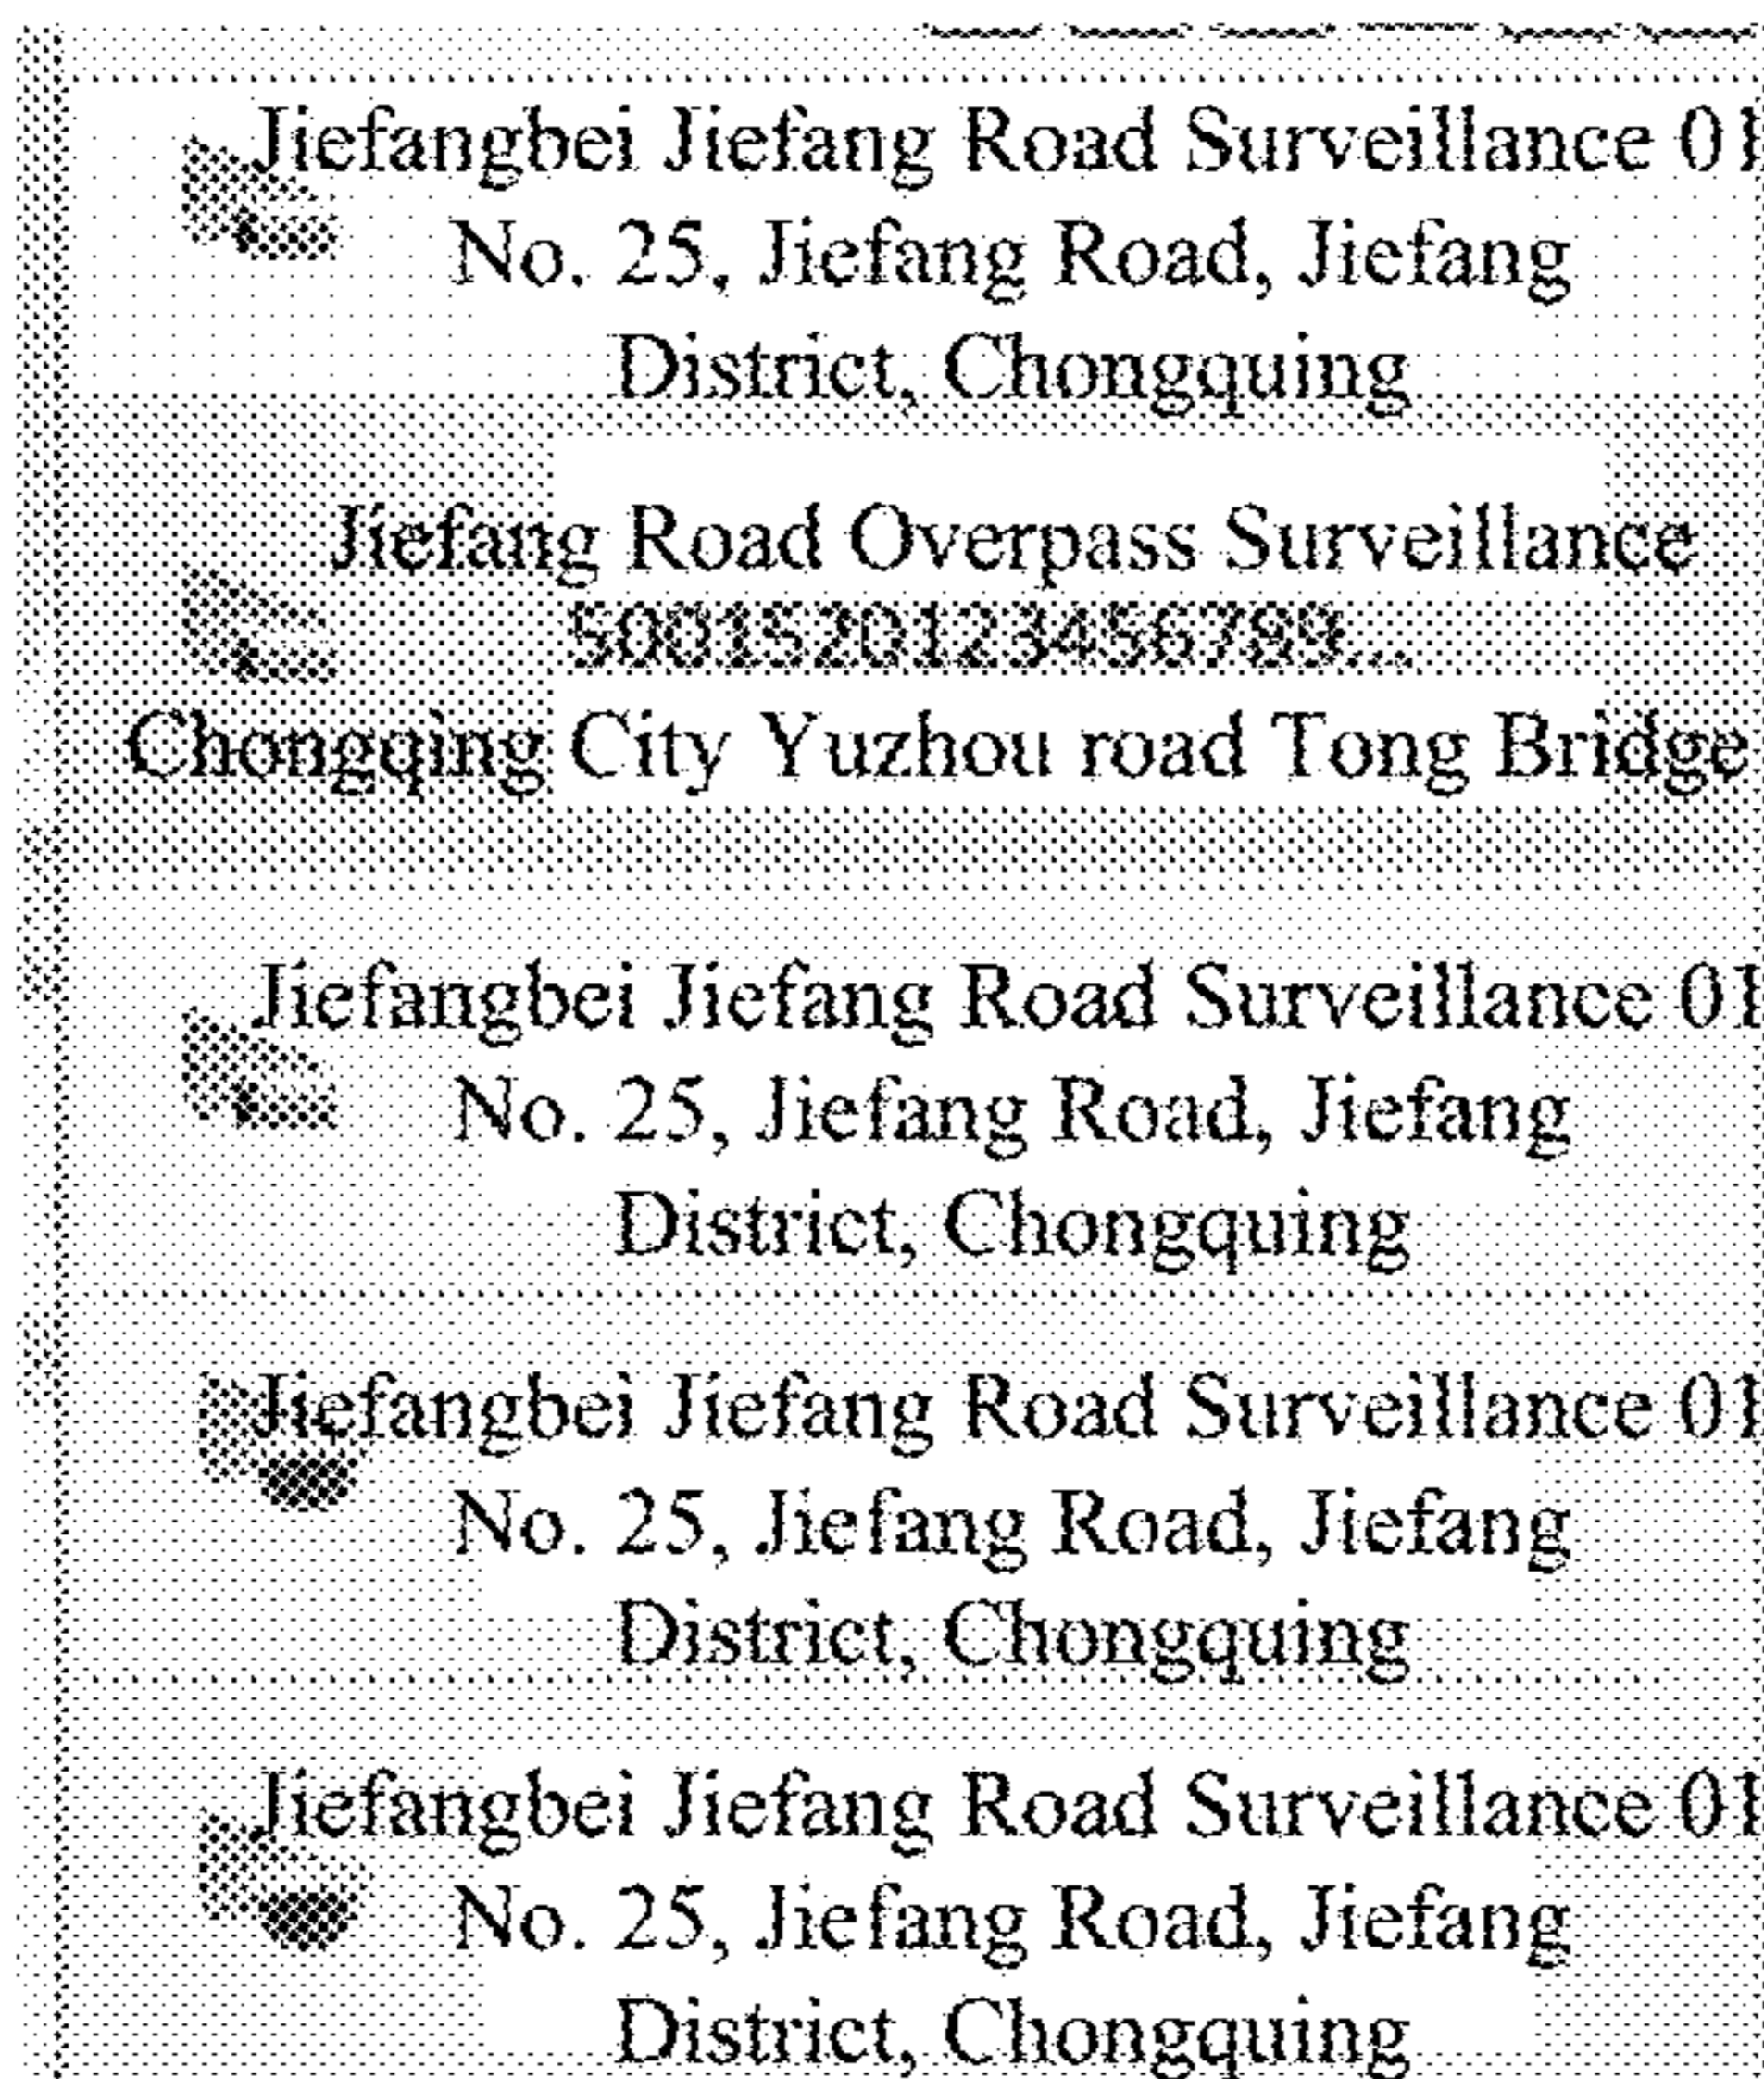 Jiefangbei Jiefang Road Surveillance 01
No. 25, Jiefang Road, Jiefang
District, Chongquing
Jiefang Road Overpass Surveillance
5001520123456789...
Chongqing City Yuzhou road Tong Bridge
Jiefangbei Jiefang Road Surveillance 01
No. 25, Jiefang Road, Jiefang
District, Chongquing
Jiefangbei Jiefang Road Surveillance 01
No. 25, Jiefang Road, Jiefang
District, Chongquing
Jiefangbei Jiefang Road Surveillance 01
No. 25, Jiefang Road, Jiefang
District, Chongquing